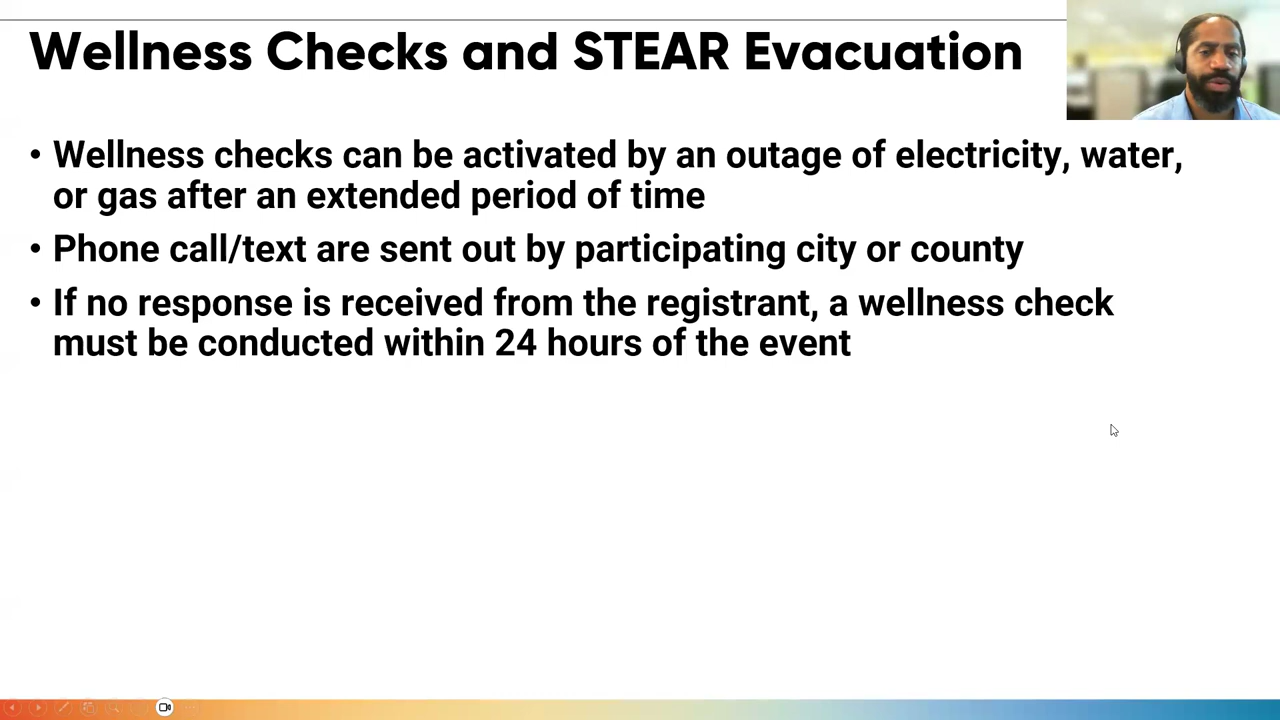 Wellness Checks and STEAR Evacuation
• Wellness checks can be activated by an outage of electricity, water,
or gas after an extended period of time
• Phone call/text are sent out by participating city or county
• If no response is received from the registrant, a wellness check
must be conducted within 24 hours of the event